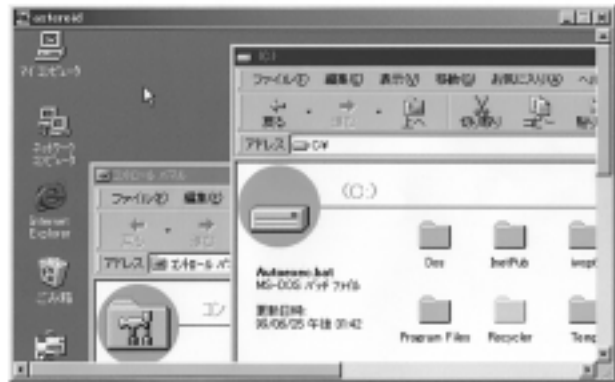 asteroid
マイ コンピュータ
ネットワーク
コンピュータ
Internet
Explorer
ごみ箱
(C:)
ファイル(F) 編集(E) 表示(V) 移動(G) お気に入り(A)
戻る 進む 上へ 切り取り コピー
アドレス C:¥
(C:)
Autoexec.bat
MS-DOS バッチ ファイル
更新日時:
98/06/25 午後 01:42
Dos InetPub
Program Files Recycler
コントロール パネル
ファイル(F) 編集(E)
戻る 進む
アドレス コントロール パ
コン